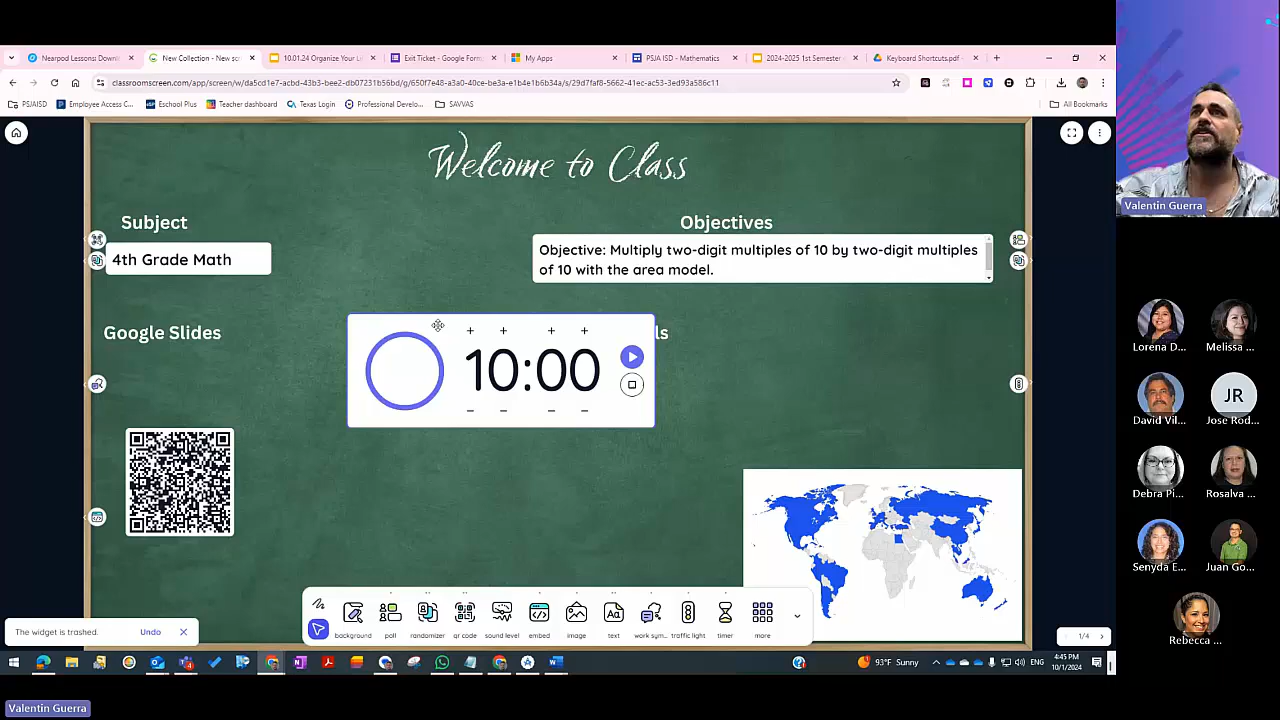 Nearpod Lessons: Downl
New Collection - New scr
10.01.24 Organize Your L
Exit Ticket - Google Form
My Apps
PSJA ISD - Mathematics
2024-2025 1st Semester
Keyboard Shortcuts.pdf -
classroomscreen.com/app/screen/w/da5cd1e7-acbd-43b3-bee2-db07231b56bd/g/650f7e48-a3a0-40ce-be3a-e1b4e1b6b34a/s/29d7faf8-5662-41ec-ac53-3ed93a586c11
PSJAISD
Employee Access C...
Eschool Plus
Teacher dashboard
Texas Login
Professional Develo...
SAVVAS
All Bookmarks
Welcome to Class
Subject
Objectives
4th Grade Math
Objective: Multiply two-digit multiples of 10 by two-digit multiples
of 10 with the area model.
Google Slides
ls
10:00
background
poll
randomizer
qr code
sound level
embed
image
text
work sym...
traffic light
timer
more
The widget is trashed.
Undo
1/4
93°F Sunny
ENG
4:45 PM
10/1/2024
Valentin Guerra
Lorena D...
Melissa ...
David Vil...
JR
Jose Rod...
Debra Pi...
Rosalva ...
Senyda E...
Juan Go...
Rebecca ...
Valentin Guerra